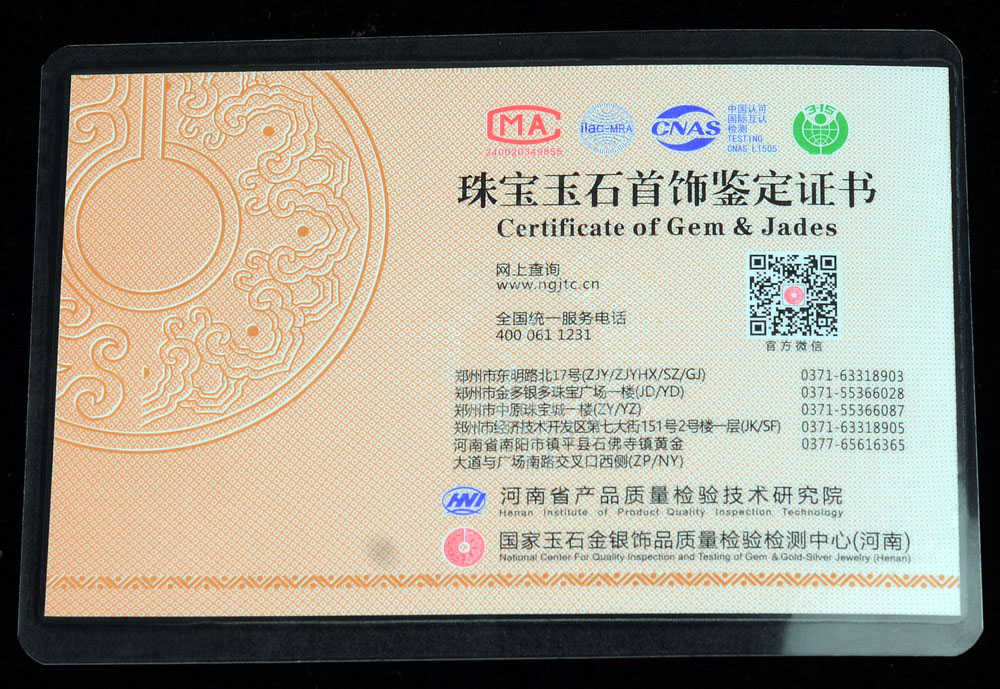 MA
240020349855
ilac-MRA
CNAS
中国认可
国际互认
检测
TESTING
CNAS L1505
3·15
珠宝玉石首饰鉴定证书
Certificate of Gem & Jades
网上查询
www.ngjtc.cn
全国统一服务电话
400 061 1231
官方微信
郑州市东明路北17号(ZJY/ZJYHX/SZ/GJ) 0371-63318903
郑州市金多银多珠宝广场一楼(JD/YD) 0371-55366028
郑州市中原珠宝城一楼(ZY/YZ) 0371-55366087
郑州市经济技术开发区第七大街151号2号楼一层(JK/SF) 0371-63318905
河南省南阳市镇平县石佛寺镇黄金 0377-65616365
大道与广场南路交叉口西侧(ZP/NY)
HNI
河南省产品质量检验技术研究院
Henan Institute of Product Quality Inspection Technology
国家玉石金银饰品质量检验检测中心(河南)
National Center For Quality Inspection and Testing of Gem & Gold-Silver Jewelry (Henan)